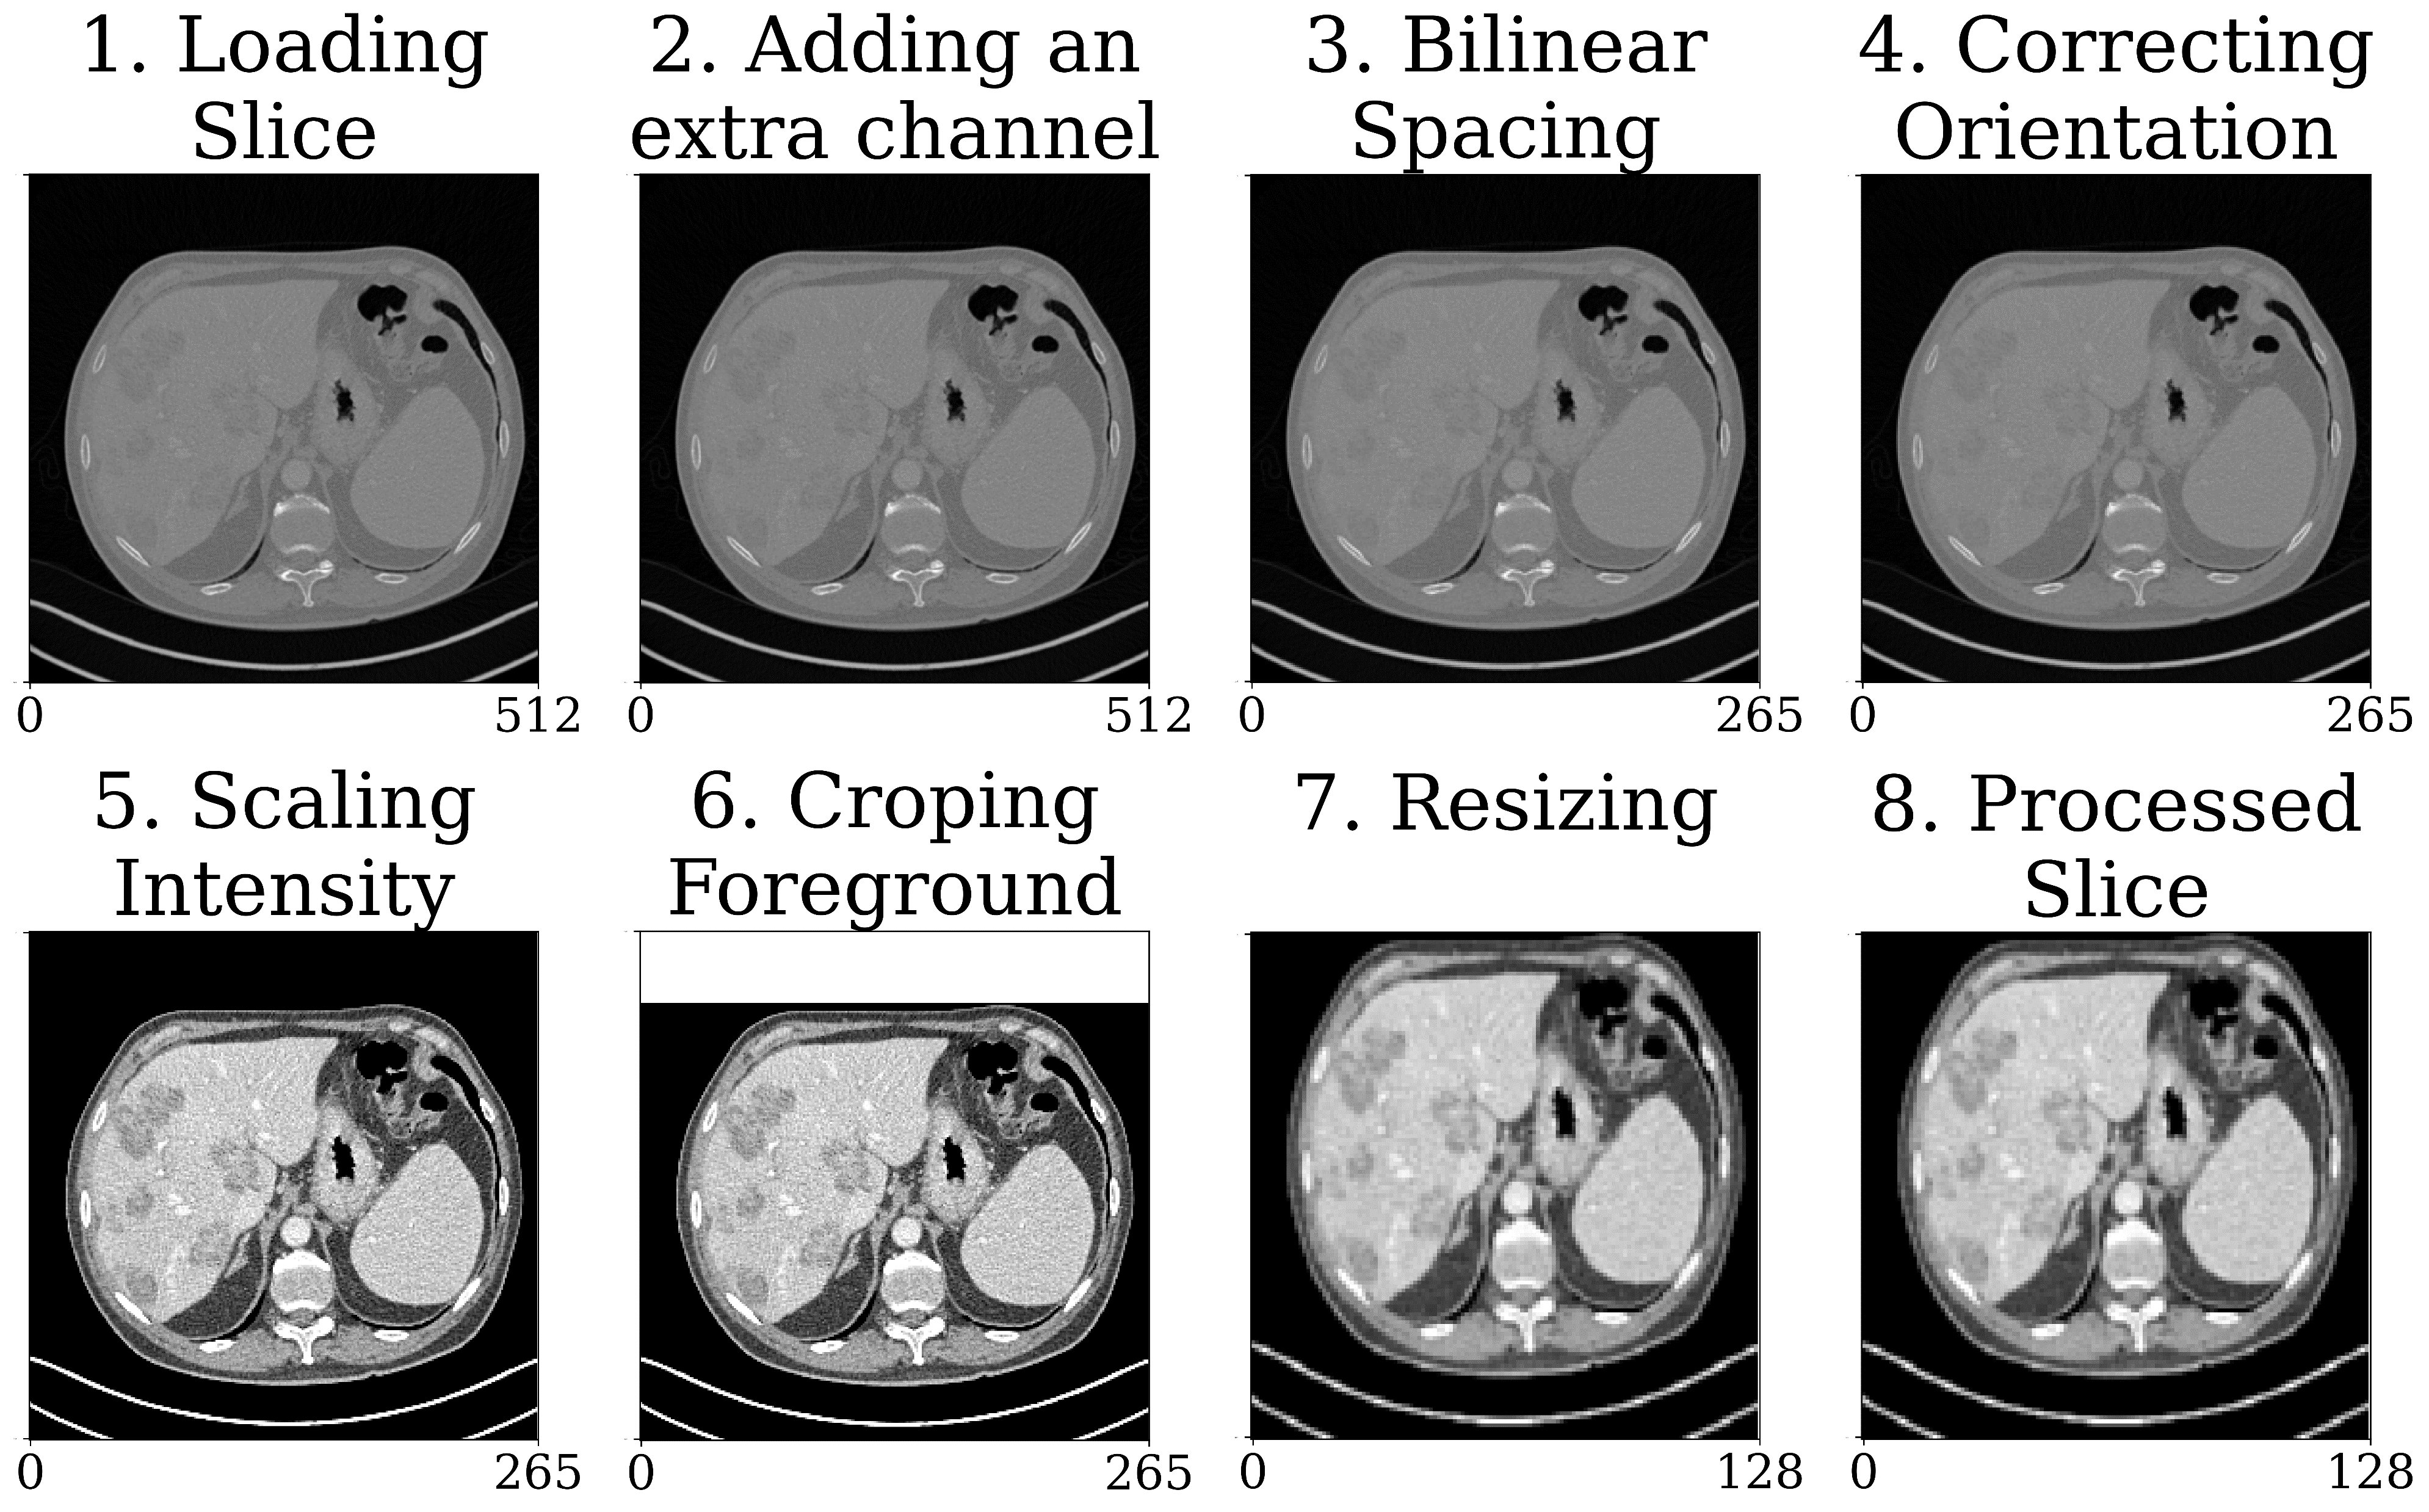 1. Loading
Slice
2. Adding an
extra channel
3. Bilinear
Spacing
4. Correcting
Orientation
0 512
0 512
0 265
0 265
5. Scaling
Intensity
6. Croping
Foreground
7. Resizing
8. Processed
Slice
0 265
0 265
0 128
0 128